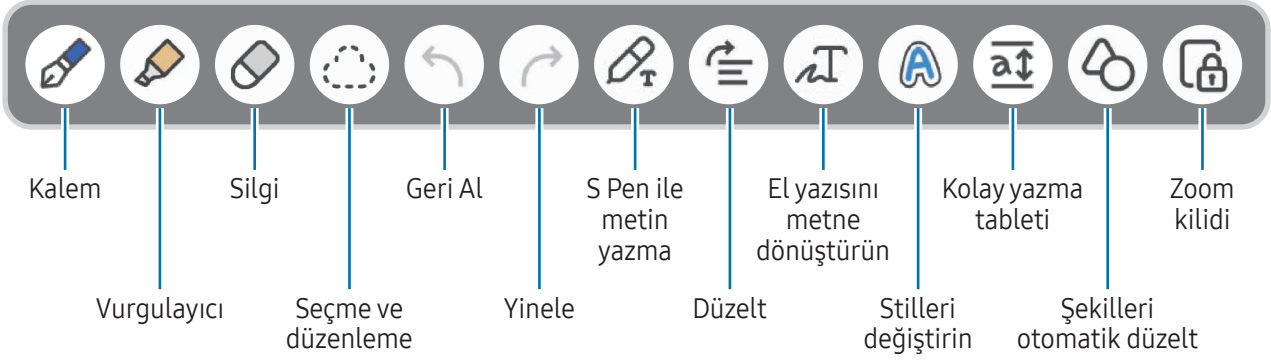 Kalem
Silgi
Geri Al
S Pen ile
metin
yazma
El yazısını
metne
dönüştürün
Kolay yazma
tableti
Zoom
kilidi
Vurgulayıcı
Seçme ve
düzenleme
Yinele
Düzelt
Stilleri
değiştirin
Şekilleri
otomatik düzelt